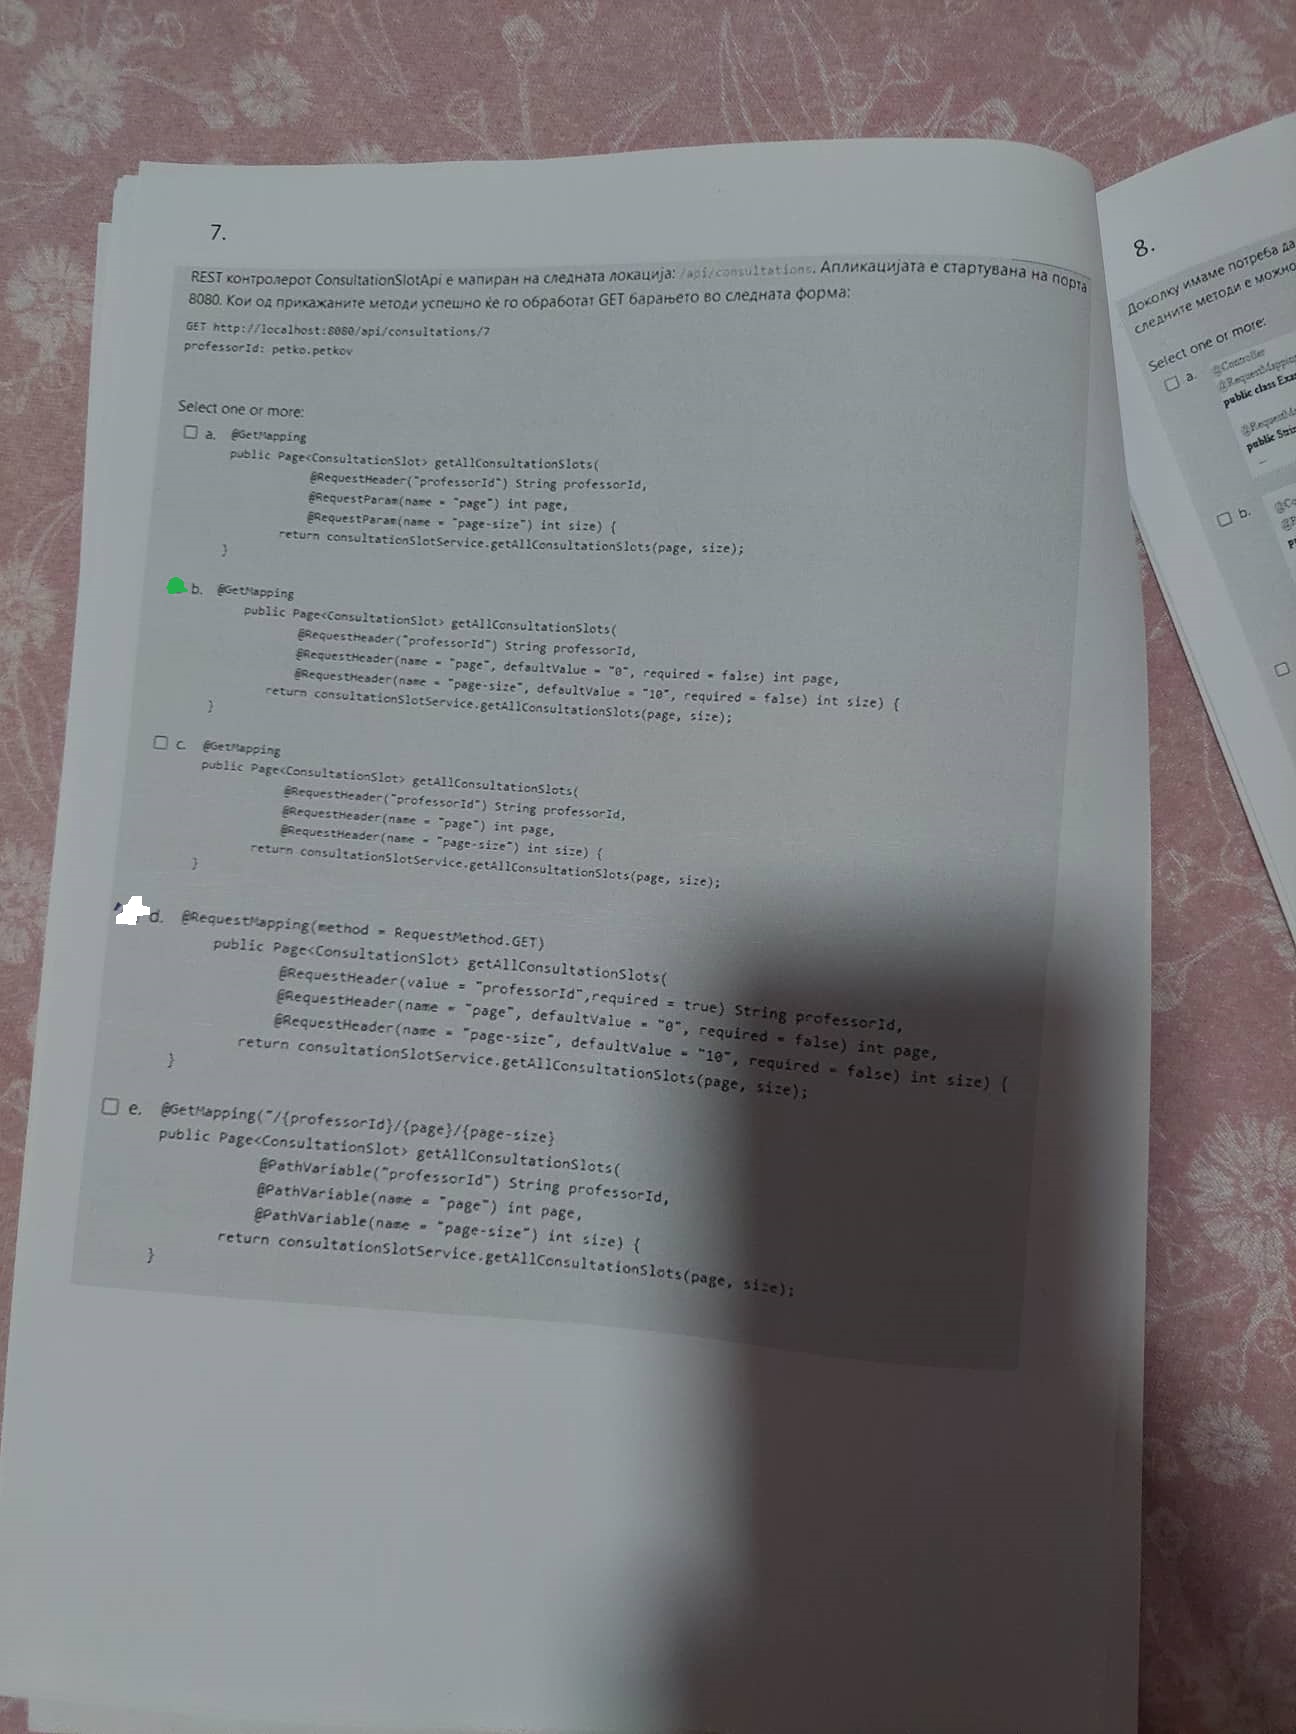 7.
REST контролерот ConsultationSlotApi е мапиран на следната локација: /api/consultations. Апликацијата е стартувана на порта
8080. Кои од прикажаните методи успешно ќе го обработат GET барањето во следната форма:
GET http://localhost:8080/api/consultations/7
professorId: petko.petkov
Select one or more:
a. @GetMapping
public Page<ConsultationSlot> getAllConsultationSlots(
@RequestHeader("professorId") String professorId,
@RequestParam(name = "page") int page,
@RequestParam(name = "page-size") int size) {
return consultationSlotService.getAllConsultationSlots(page, size);
}
b. @GetMapping
public Page<ConsultationSlot> getAllConsultationSlots(
@RequestHeader("professorId") String professorId,
@RequestHeader(name = "page", defaultValue = "0", required = false) int page,
@RequestHeader(name = "page-size", defaultValue = "10", required = false) int size) {
return consultationSlotService.getAllConsultationSlots(page, size);
}
c. @GetMapping
public Page<ConsultationSlot> getAllConsultationSlots(
@RequestHeader("professorId") String professorId,
@RequestHeader(name = "page") int page,
@RequestHeader(name = "page-size") int size) {
return consultationSlotService.getAllConsultationSlots(page, size);
}
d. @RequestMapping(method = RequestMethod.GET)
public Page<ConsultationSlot> getAllConsultationSlots(
@RequestHeader(value = "professorId",required = true) String professorId,
@RequestHeader(name = "page", defaultValue = "0", required = false) int page,
@RequestHeader(name = "page-size", defaultValue = "10", required = false) int size) {
return consultationSlotService.getAllConsultationSlots(page, size);
}
e. @GetMapping("/{professorId}/{page}/{page-size}
public Page<ConsultationSlot> getAllConsultationSlots(
@PathVariable("professorId") String professorId,
@PathVariable(name = "page") int page,
@PathVariable(name = "page-size") int size) {
return consultationSlotService.getAllConsultationSlots(page, size);
}
8.
Доколку имаме потреба да
следните методи е можно
Select one or more:
a. @Controller
@RequestMapping
public class Exa
public Stri
b.